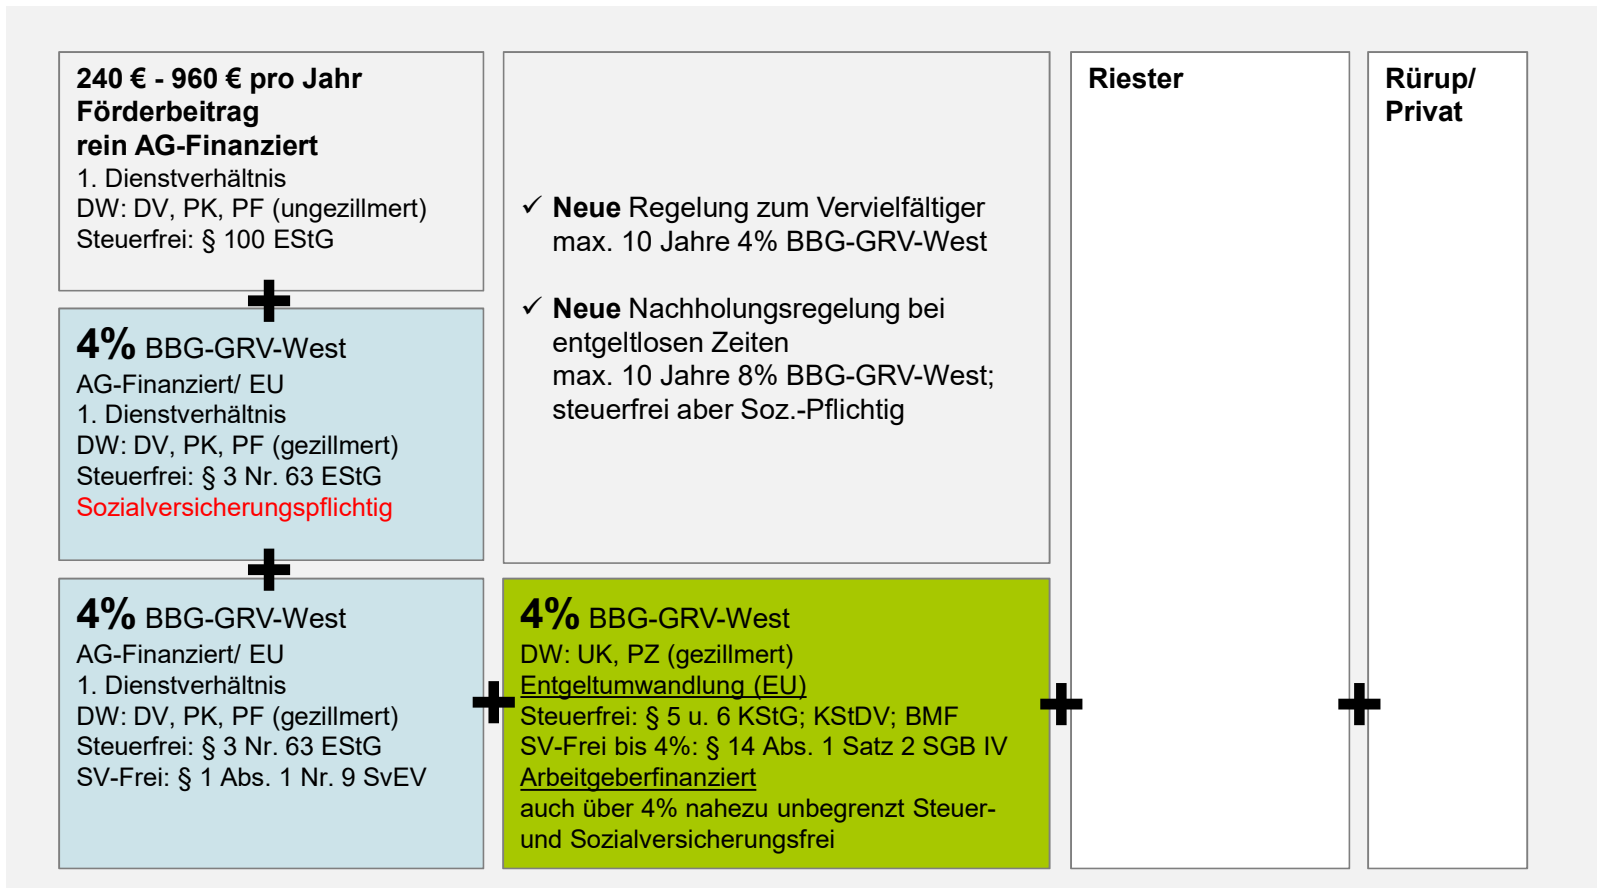 240 € - 960 € pro Jahr
Förderbeitrag
rein AG-Finanziert
1. Dienstverhältnis
DW: DV, PK, PF (ungezillmert)
Steuerfrei: § 100 EStG
4% BBG-GRV-West
AG-Finanziert/ EU
1. Dienstverhältnis
DW: DV, PK, PF (gezillmert)
Steuerfrei: § 3 Nr. 63 EStG
Sozialversicherungspflichtig
4% BBG-GRV-West
AG-Finanziert/ EU
1. Dienstverhältnis
DW: DV, PK, PF (gezillmert)
Steuerfrei: § 3 Nr. 63 EStG
SV-Frei: § 1 Abs. 1 Nr. 9 SvEV
✓ Neue Regelung zum Vervielfältiger
max. 10 Jahre 4% BBG-GRV-West
✓ Neue Nachholungsregelung bei
entgeltlosen Zeiten
max. 10 Jahre 8% BBG-GRV-West;
steuerfrei aber Soz.-Pflichtig
4% BBG-GRV-West
DW: UK, PZ (gezillmert)
Entgeltumwandlung (EU)
Steuerfrei: § 5 u. 6 KStG; KStDV; BMF
SV-Frei bis 4%: § 14 Abs. 1 Satz 2 SGB IV
Arbeitgeberfinanziert
auch über 4% nahezu unbegrenzt Steuer-
und Sozialversicherungsfrei
Riester
Rürup/
Privat